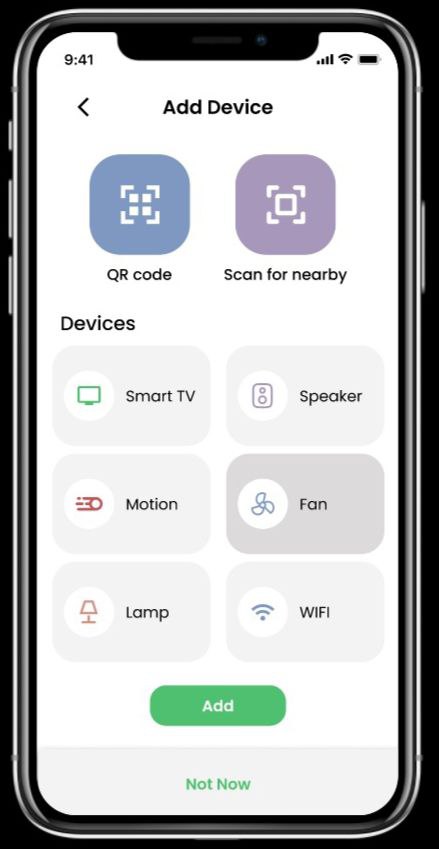 9:41
Add Device
QR code
Scan for nearby
Devices
Smart TV
Speaker
Motion
Fan
Lamp
WIFI
Add
Not Now